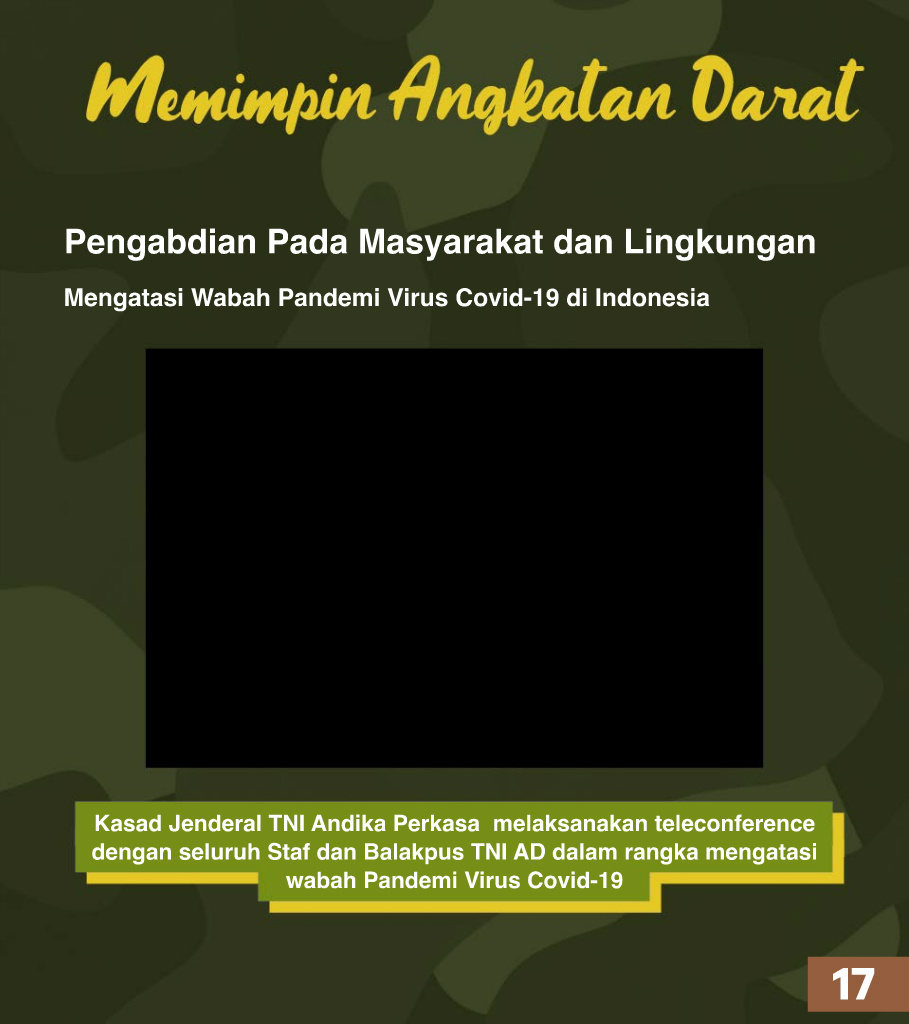 Memimpin Angkatan Darat
Pengabdian Pada Masyarakat dan Lingkungan
Mengatasi Wabah Pandemi Virus Covid-19 di Indonesia
Kasad Jenderal TNI Andika Perkasa  melaksanakan teleconference
dengan seluruh Staf dan Balakpus TNI AD dalam rangka mengatasi
wabah Pandemi Virus Covid-19
17